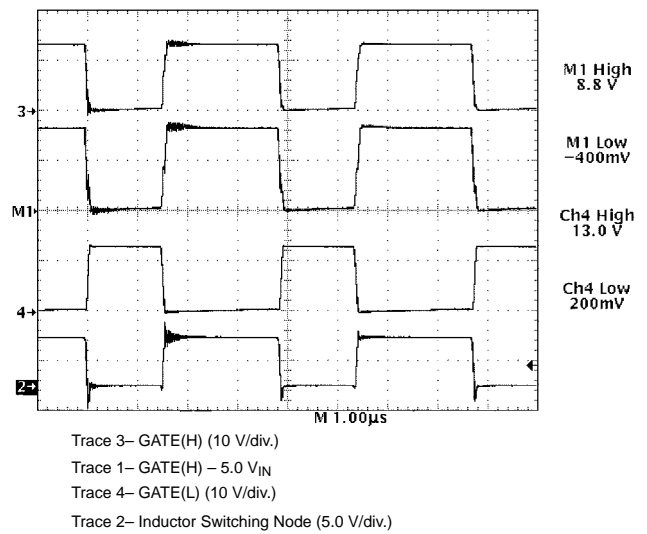 M1 High
8.8 V
3→
M1 Low
−400mV
M1→
Ch4 High
13.0 V
Ch4 Low
200mV
4→
2→
M 1.00µs
Trace 3– GATE(H) (10 V/div.)
Trace 1– GATE(H) – 5.0 VIN
Trace 4– GATE(L) (10 V/div.)
Trace 2– Inductor Switching Node (5.0 V/div.)